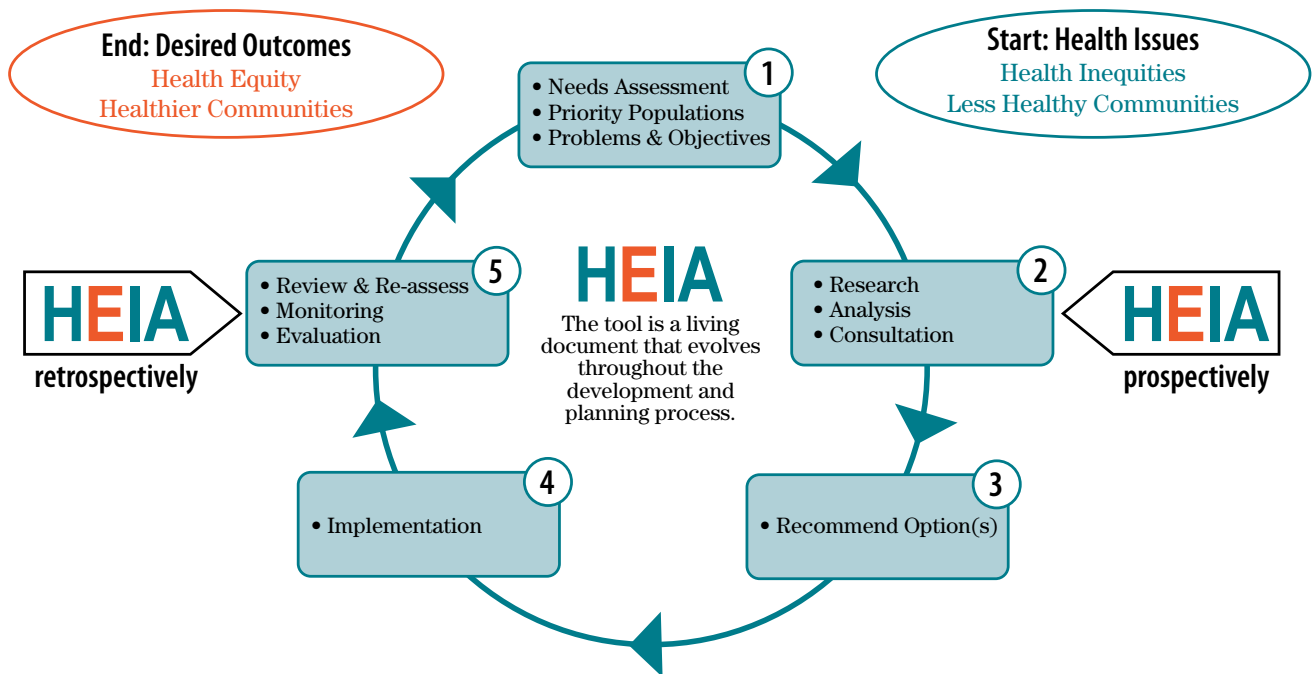 End: Desired Outcomes
Health Equity
Healthier Communities
Start: Health Issues
Health Inequities
Less Healthy Communities
1
• Needs Assessment
• Priority Populations
• Problems & Objectives
2
• Research
• Analysis
• Consultation
HEIA
prospectively
3
• Recommend Option(s)
4
• Implementation
5
• Review & Re-assess
• Monitoring
• Evaluation
HEIA
retrospectively
HEIA
The tool is a living
document that evolves
throughout the
development and
planning process.